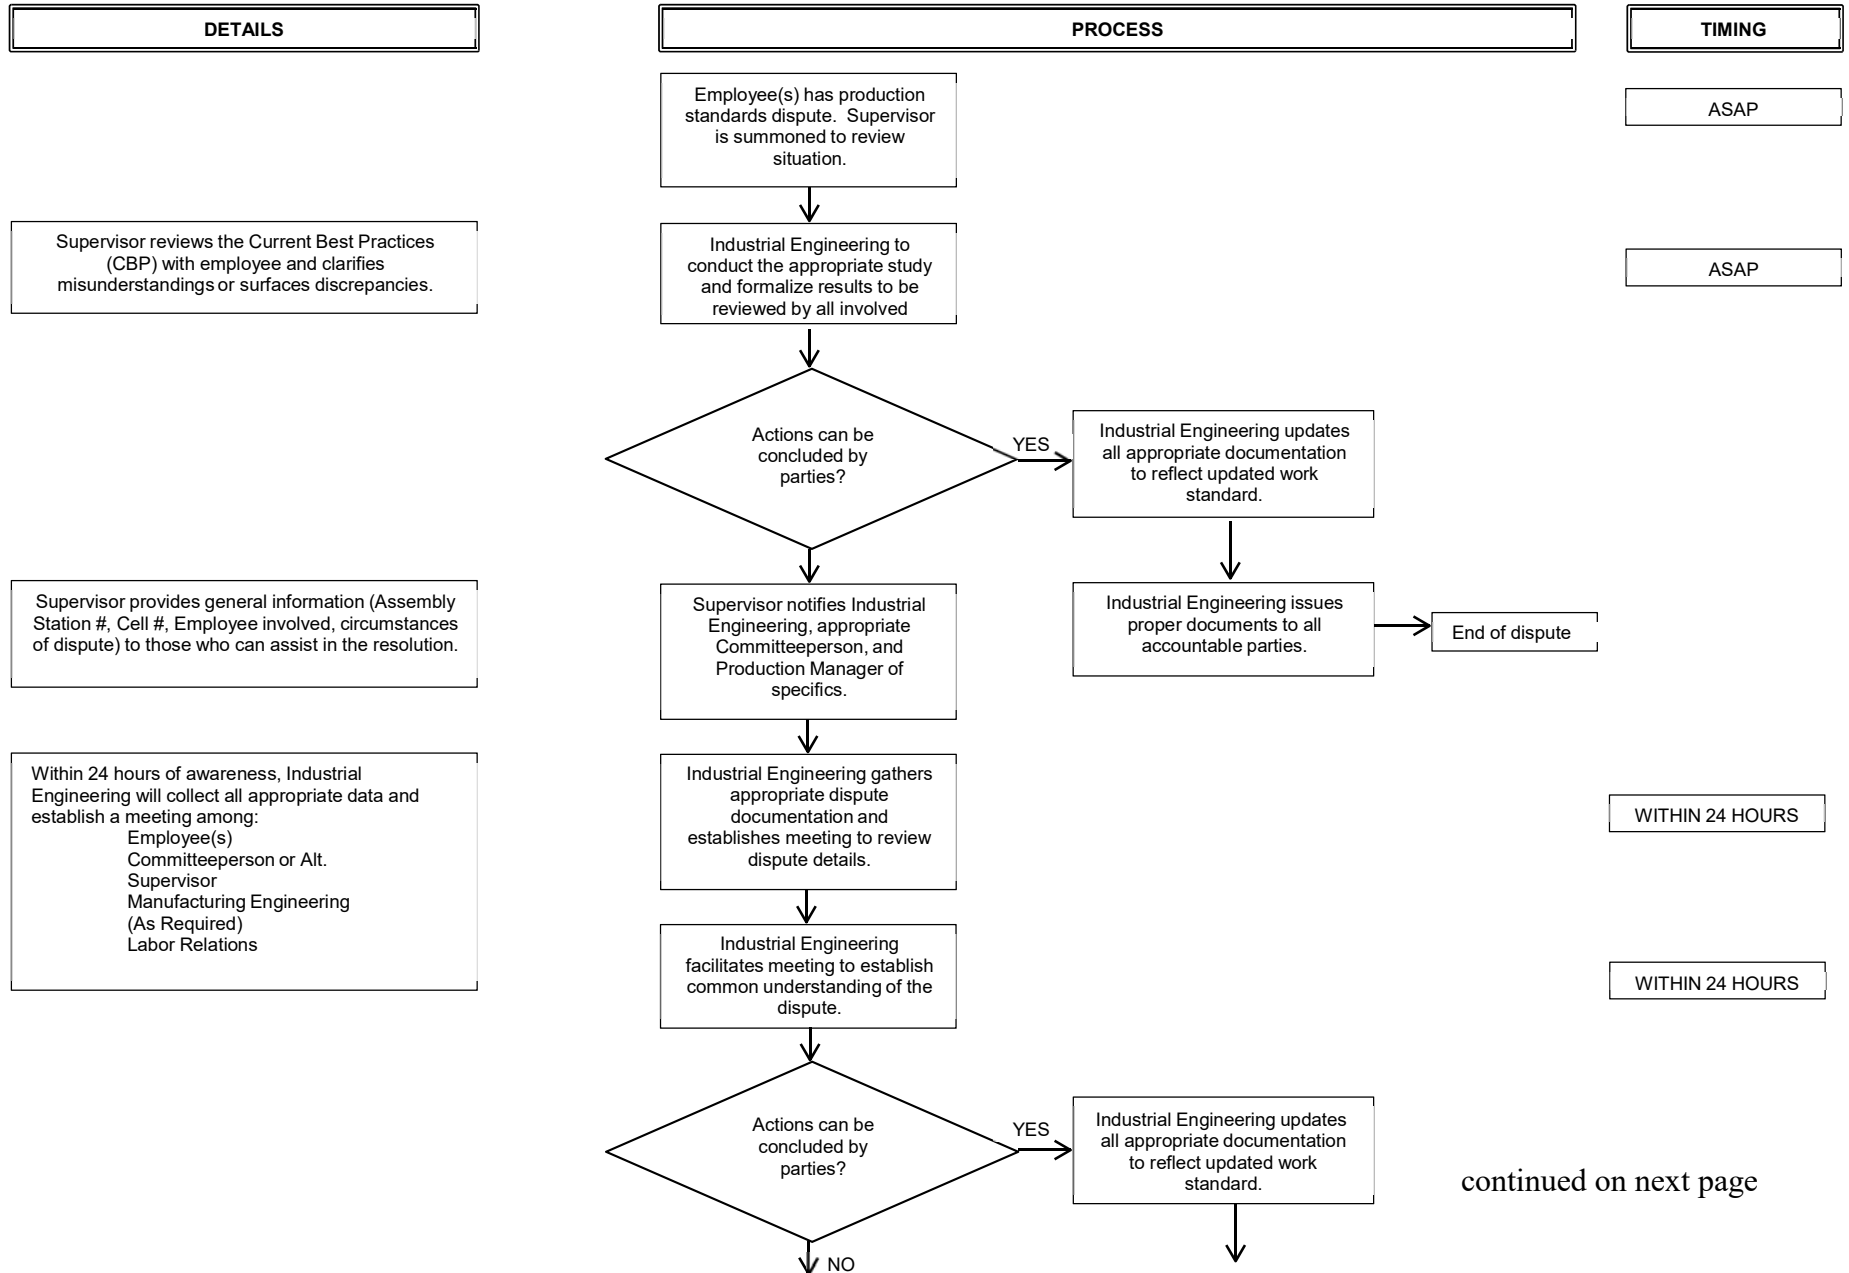 DETAILS
PROCESS
TIMING
Employee(s) has production
standards dispute.  Supervisor
is summoned to review
situation.
ASAP
Supervisor reviews the Current Best Practices
(CBP) with employee and clarifies
misunderstandings or surfaces discrepancies.
Industrial Engineering to
conduct the appropriate study
and formalize results to be
reviewed by all involved
ASAP
Actions can be
concluded by
parties?
YES
Industrial Engineering updates
all appropriate documentation
to reflect updated work
standard.
Supervisor provides general information (Assembly
Station #, Cell #, Employee involved, circumstances
of dispute) to those who can assist in the resolution.
Supervisor notifies Industrial
Engineering, appropriate
Committeeperson, and
Production Manager of
specifics.
Industrial Engineering issues
proper documents to all
accountable parties.
End of dispute
Within 24 hours of awareness, Industrial
Engineering will collect all appropriate data and
establish a meeting among:
Employee(s)
Committeeperson or Alt.
Supervisor
Manufacturing Engineering
(As Required)
Labor Relations
Industrial Engineering gathers
appropriate dispute
documentation and
establishes meeting to review
dispute details.
WITHIN 24 HOURS
Industrial Engineering
facilitates meeting to establish
common understanding of the
dispute.
WITHIN 24 HOURS
Actions can be
concluded by
parties?
YES
Industrial Engineering updates
all appropriate documentation
to reflect updated work
standard.
continued on next page
NO